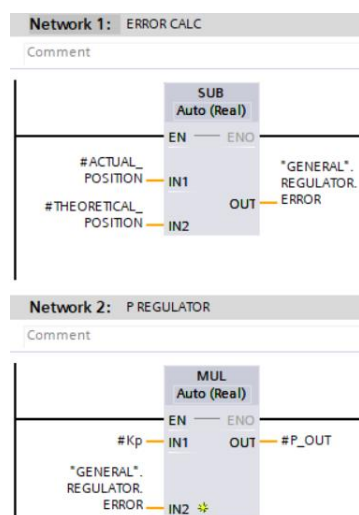 Network 1: ERROR CALC
Comment
SUB
Auto (Real)
EN ENO
#ACTUAL_
POSITION
IN1
#THEORETICAL_
POSITION
IN2
OUT
"GENERAL".
REGULATOR.
ERROR
Network 2: P REGULATOR
Comment
MUL
Auto (Real)
EN ENO
#Kp IN1 OUT #P_OUT
"GENERAL".
REGULATOR.
ERROR
IN2